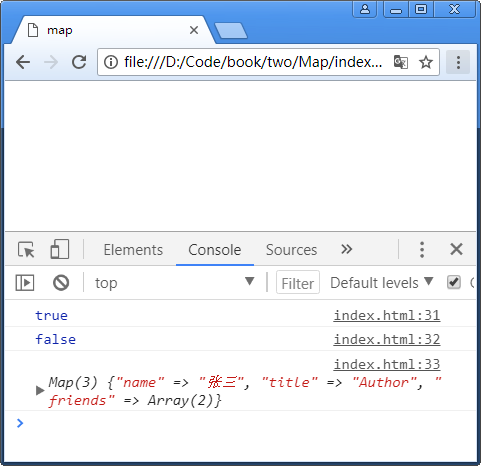 map
file:///D:/Code/book/two/Map/index...
Elements Console Sources
top Filter Default levels
true index.html:31
false index.html:32
index.html:33
Map(3) {"name" => "张三", "title" => "Author", "
friends" => Array(2)}